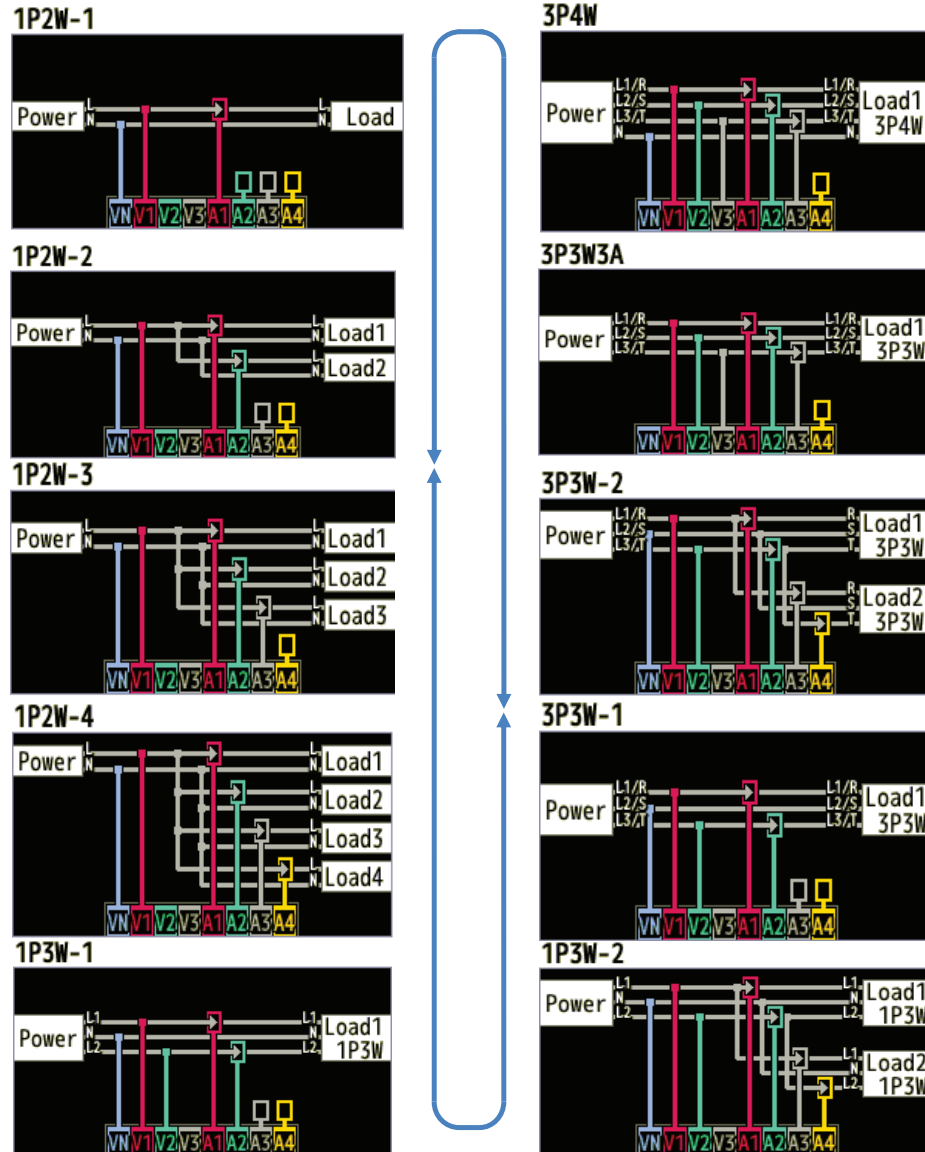 1P2W-1
L L
Power N N Load
VN V1 V2 V3 A1 A2 A3 A4
1P2W-2
L L
Power N N Load1
L
N Load2
VN V1 V2 V3 A1 A2 A3 A4
1P2W-3
L L
Power N N Load1
L
N Load2
L
N Load3
VN V1 V2 V3 A1 A2 A3 A4
1P2W-4
L L
Power N N Load1
L
N Load2
L
N Load3
L
N Load4
VN V1 V2 V3 A1 A2 A3 A4
1P3W-1
L1 L1
Power N N Load1
L2 L2 1P3W
VN V1 V2 V3 A1 A2 A3 A4
3P4W
L1/R L1/R
L2/S L2/S Load1
Power L3/T L3/T 3P4W
N N
VN V1 V2 V3 A1 A2 A3 A4
3P3W3A
L1/R L1/R
Power L2/S L2/S Load1
L3/T L3/T 3P3W
VN V1 V2 V3 A1 A2 A3 A4
3P3W-2
L1/R R
Power L2/S S Load1
L3/T T 3P3W
R
S Load2
T 3P3W
VN V1 V2 V3 A1 A2 A3 A4
3P3W-1
L1/R L1/R
Power L2/S L2/S Load1
L3/T L3/T 3P3W
VN V1 V2 V3 A1 A2 A3 A4
1P3W-2
L1 L1
Power N N Load1
L2 L2 1P3W
L1
N Load2
L2 1P3W
VN V1 V2 V3 A1 A2 A3 A4